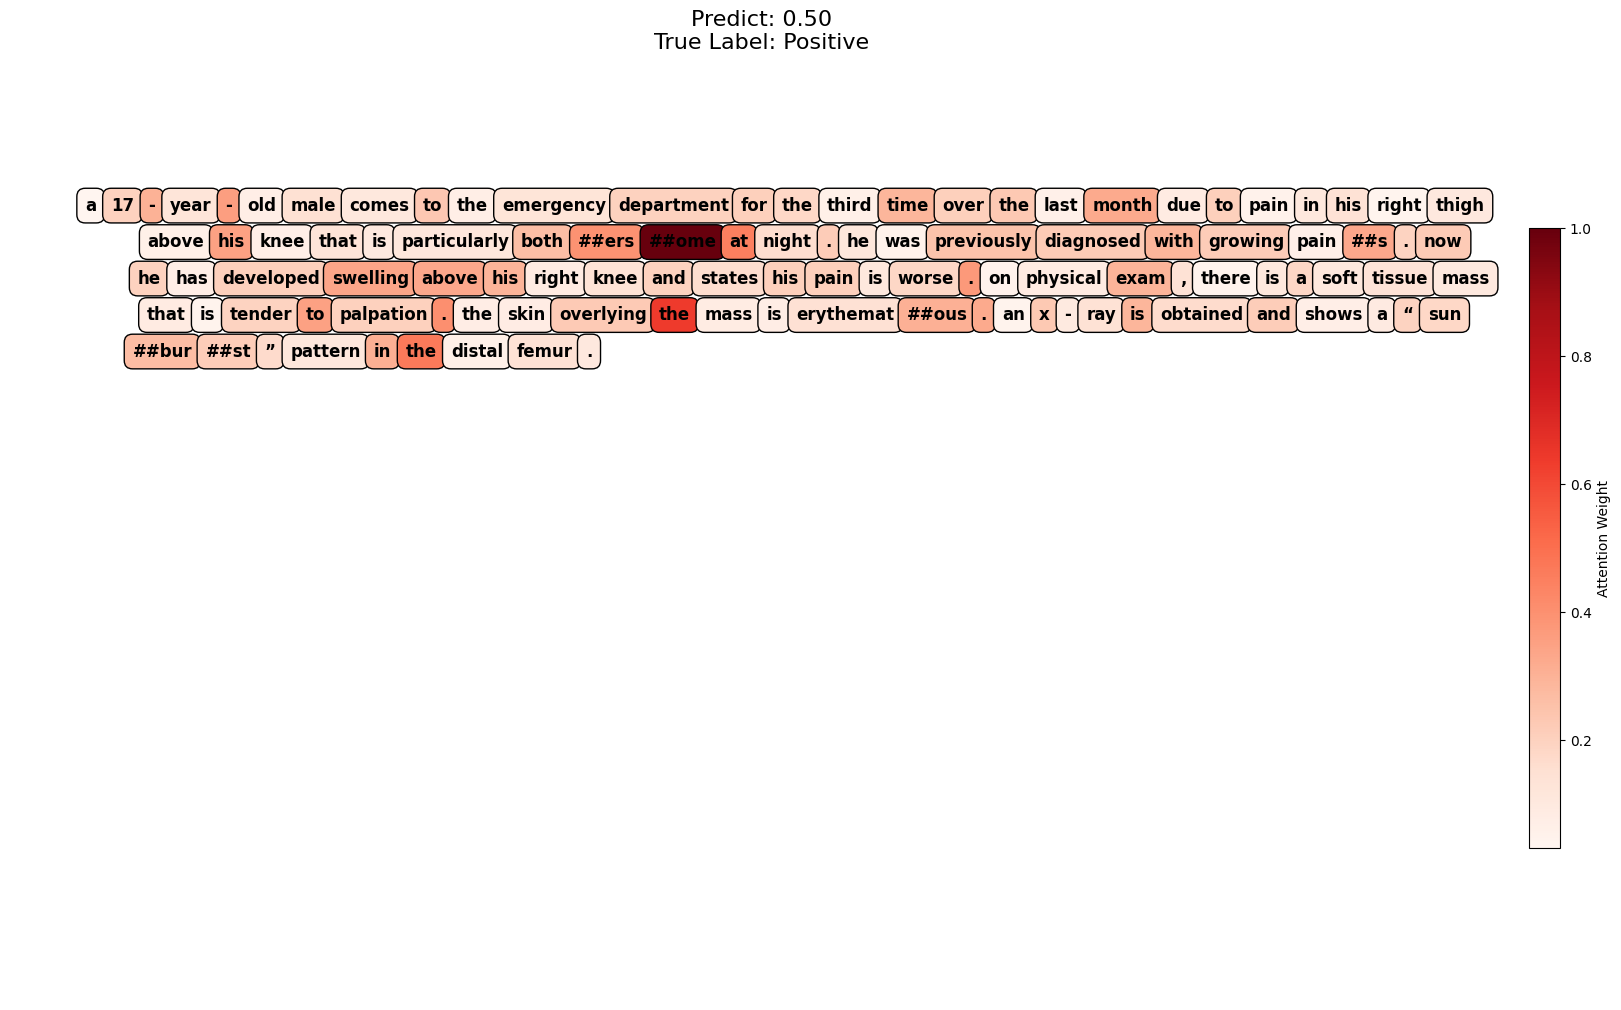 Predict: 0.50
True Label: Positive
a 17 - year - old male comes to the emergency department for the third time over the last month due to pain in his right thigh
above his knee that is particularly both ##ers ##ome at night . he was previously diagnosed with growing pain ##s . now
he has developed swelling above his right knee and states his pain is worse . on physical exam , there is a soft tissue mass
that is tender to palpation . the skin overlying the mass is erythemat ##ous . an x - ray is obtained and shows a “ sun
##bur ##st ” pattern in the distal femur .
1.0
0.8
0.6
0.4
0.2
Attention Weight